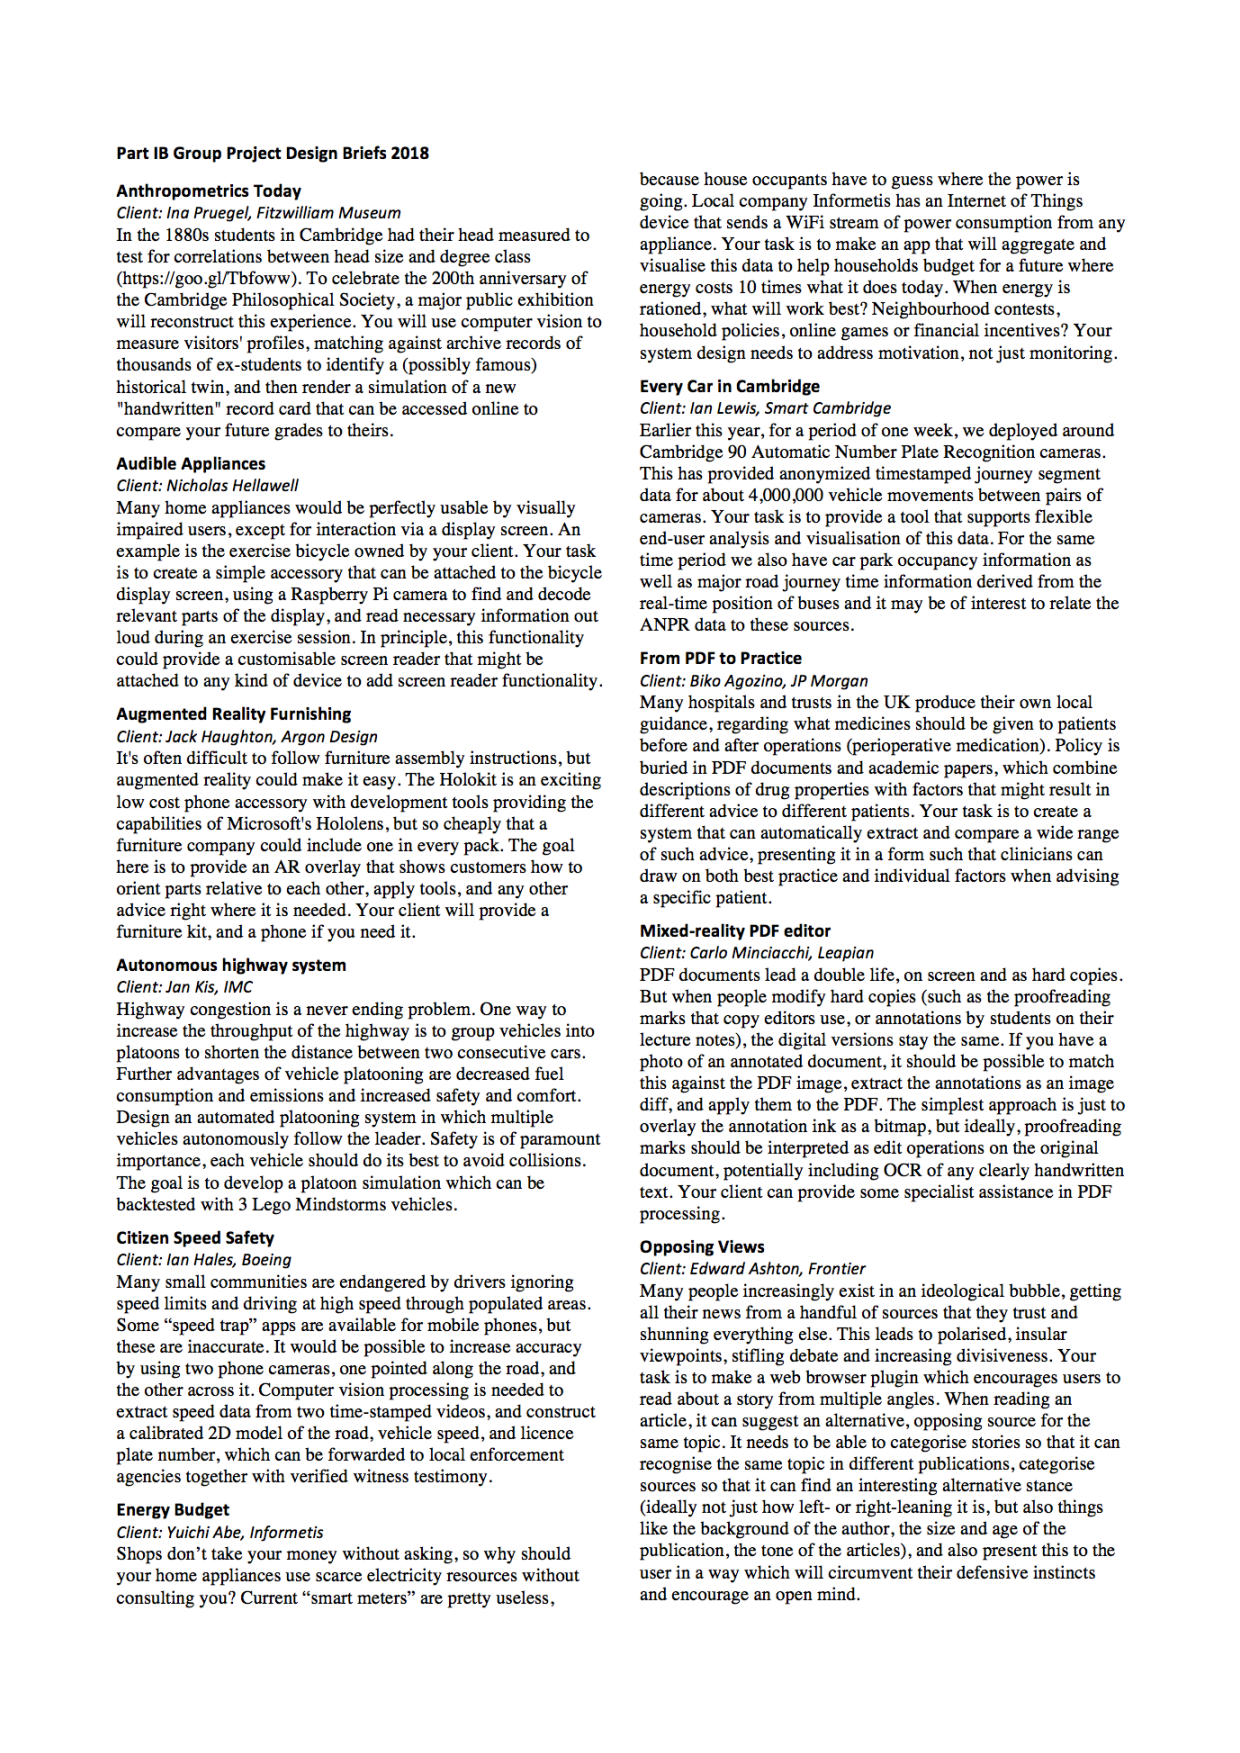 Part IB Group Project Design Briefs 2018
Anthropometrics Today
Client: Ina Pruegel, Fitzwilliam Museum
In the 1880s students in Cambridge had their head measured to
test for correlations between head size and degree class
(https://goo.gl/Tbfoww). To celebrate the 200th anniversary of
the Cambridge Philosophical Society, a major public exhibition
will reconstruct this experience. You will use computer vision to
measure visitors' profiles, matching against archive records of
thousands of ex-students to identify a (possibly famous)
historical twin, and then render a simulation of a new
"handwritten" record card that can be accessed online to
compare your future grades to theirs.
Audible Appliances
Client: Nicholas Hellawell
Many home appliances would be perfectly usable by visually
impaired users, except for interaction via a display screen. An
example is the exercise bicycle owned by your client. Your task
is to create a simple accessory that can be attached to the bicycle
display screen, using a Raspberry Pi camera to find and decode
relevant parts of the display, and read necessary information out
loud during an exercise session. In principle, this functionality
could provide a customisable screen reader that might be
attached to any kind of device to add screen reader functionality.
Augmented Reality Furnishing
Client: Jack Haughton, Argon Design
It's often difficult to follow furniture assembly instructions, but
augmented reality could make it easy. The Holokit is an exciting
low cost phone accessory with development tools providing the
capabilities of Microsoft's Hololens, but so cheaply that a
furniture company could include one in every pack. The goal
here is to provide an AR overlay that shows customers how to
orient parts relative to each other, apply tools, and any other
advice right where it is needed. Your client will provide a
furniture kit, and a phone if you need it.
Autonomous highway system
Client: Jan Kis, IMC
Highway congestion is a never ending problem. One way to
increase the throughput of the highway is to group vehicles into
platoons to shorten the distance between two consecutive cars.
Further advantages of vehicle platooning are decreased fuel
consumption and emissions and increased safety and comfort.
Design an automated platooning system in which multiple
vehicles autonomously follow the leader. Safety is of paramount
importance, each vehicle should do its best to avoid collisions.
The goal is to develop a platoon simulation which can be
backtested with 3 Lego Mindstorms vehicles.
Citizen Speed Safety
Client: Ian Hales, Boeing
Many small communities are endangered by drivers ignoring
speed limits and driving at high speed through populated areas.
Some “speed trap” apps are available for mobile phones, but
these are inaccurate. It would be possible to increase accuracy
by using two phone cameras, one pointed along the road, and
the other across it. Computer vision processing is needed to
extract speed data from two time-stamped videos, and construct
a calibrated 2D model of the road, vehicle speed, and licence
plate number, which can be forwarded to local enforcement
agencies together with verified witness testimony.
Energy Budget
Client: Yuichi Abe, Informetis
Shops don’t take your money without asking, so why should
your home appliances use scarce electricity resources without
consulting you? Current “smart meters” are pretty useless,
because house occupants have to guess where the power is
going. Local company Informetis has an Internet of Things
device that sends a WiFi stream of power consumption from any
appliance. Your task is to make an app that will aggregate and
visualise this data to help households budget for a future where
energy costs 10 times what it does today. When energy is
rationed, what will work best? Neighbourhood contests,
household policies, online games or financial incentives? Your
system design needs to address motivation, not just monitoring.
Every Car in Cambridge
Client: Ian Lewis, Smart Cambridge
Earlier this year, for a period of one week, we deployed around
Cambridge 90 Automatic Number Plate Recognition cameras.
This has provided anonymized timestamped journey segment
data for about 4,000,000 vehicle movements between pairs of
cameras. Your task is to provide a tool that supports flexible
end-user analysis and visualisation of this data. For the same
time period we also have car park occupancy information as
well as major road journey time information derived from the
real-time position of buses and it may be of interest to relate the
ANPR data to these sources.
From PDF to Practice
Client: Biko Agozino, JP Morgan
Many hospitals and trusts in the UK produce their own local
guidance, regarding what medicines should be given to patients
before and after operations (perioperative medication). Policy is
buried in PDF documents and academic papers, which combine
descriptions of drug properties with factors that might result in
different advice to different patients. Your task is to create a
system that can automatically extract and compare a wide range
of such advice, presenting it in a form such that clinicians can
draw on both best practice and individual factors when advising
a specific patient.
Mixed-reality PDF editor
Client: Carlo Minciacchi, Leapian
PDF documents lead a double life, on screen and as hard copies.
But when people modify hard copies (such as the proofreading
marks that copy editors use, or annotations by students on their
lecture notes), the digital versions stay the same. If you have a
photo of an annotated document, it should be possible to match
this against the PDF image, extract the annotations as an image
diff, and apply them to the PDF. The simplest approach is just to
overlay the annotation ink as a bitmap, but ideally, proofreading
marks should be interpreted as edit operations on the original
document, potentially including OCR of any clearly handwritten
text. Your client can provide some specialist assistance in PDF
processing.
Opposing Views
Client: Edward Ashton, Frontier
Many people increasingly exist in an ideological bubble, getting
all their news from a handful of sources that they trust and
shunning everything else. This leads to polarised, insular
viewpoints, stifling debate and increasing divisiveness. Your
task is to make a web browser plugin which encourages users to
read about a story from multiple angles. When reading an
article, it can suggest an alternative, opposing source for the
same topic. It needs to be able to categorise stories so that it can
recognise the same topic in different publications, categorise
sources so that it can find an interesting alternative stance
(ideally not just how left- or right-leaning it is, but also things
like the background of the author, the size and age of the
publication, the tone of the articles), and also present this to the
user in a way which will circumvent their defensive instincts
and encourage an open mind.